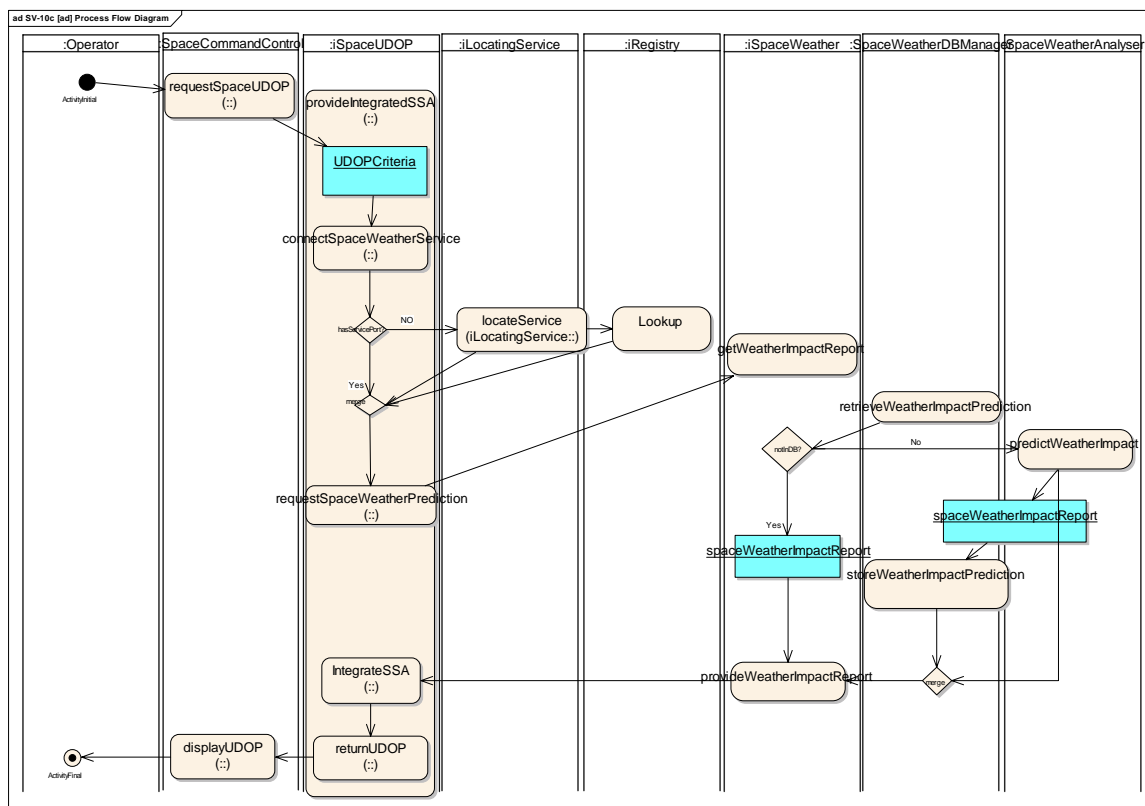 ad SV-10c [ad] Process Flow Diagram
:Operator
:SpaceCommandControl
:iSpaceUDOP
:iLocatingService
:iRegistry
:iSpaceWeather
:SpaceWeatherDBManager
SpaceWeatherAnalyser
ActivityInitial
requestSpaceUDOP
(::)
provideIntegratedSSA
(::)
UDOPCriteria
connectSpaceWeatherService
(::)
hasServicePort?
NO
locateService
(iLocatingService::)
Lookup
getWeatherImpactReport
Yes
merge
retrieveWeatherImpactPrediction
notInDB?
No
predictWeatherImpact
requestSpaceWeatherPrediction
(::)
spaceWeatherImpactReport
Yes
spaceWeatherImpactReport
storeWeatherImpactPrediction
IntegrateSSA
(::)
provideWeatherImpactReport
merge
displayUDOP
(::)
returnUDOP
(::)
ActivityFinal